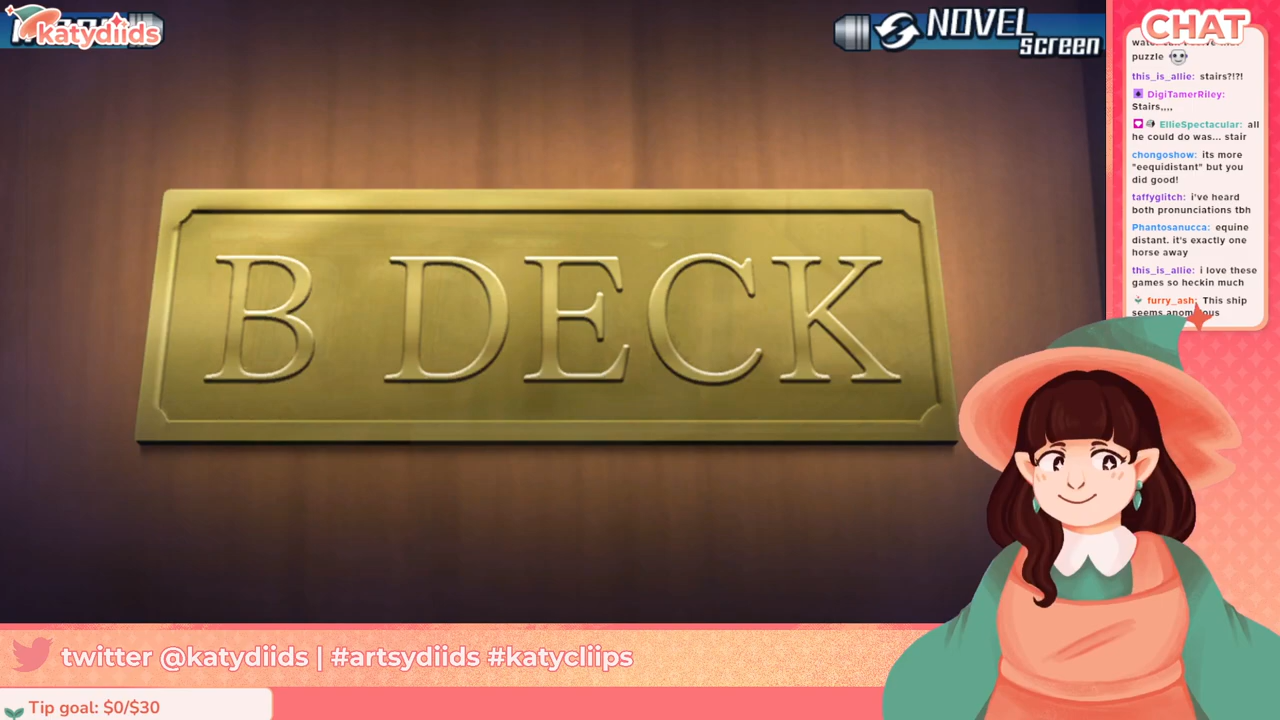 katydiids
NOVEL
Screen
CHAT
puzzle
this_is_allie: stairs?!?!
DigiTamerRiley:
Stairs,,,,
EllieSpectacular: all
he could do was... stair
chongoshow: its more
"eequidistant" but you
did good!
taffyglitch: i've heard
both pronunciations tbh
Phantosanucca: equine
distant. it's exactly one
horse away
this_is_allie: i love these
games so heckin much
furry_ash: This ship
seems anomalous
B DECK
twitter @katydiids | #artsydiids #katycliips
Tip goal: $0/$30